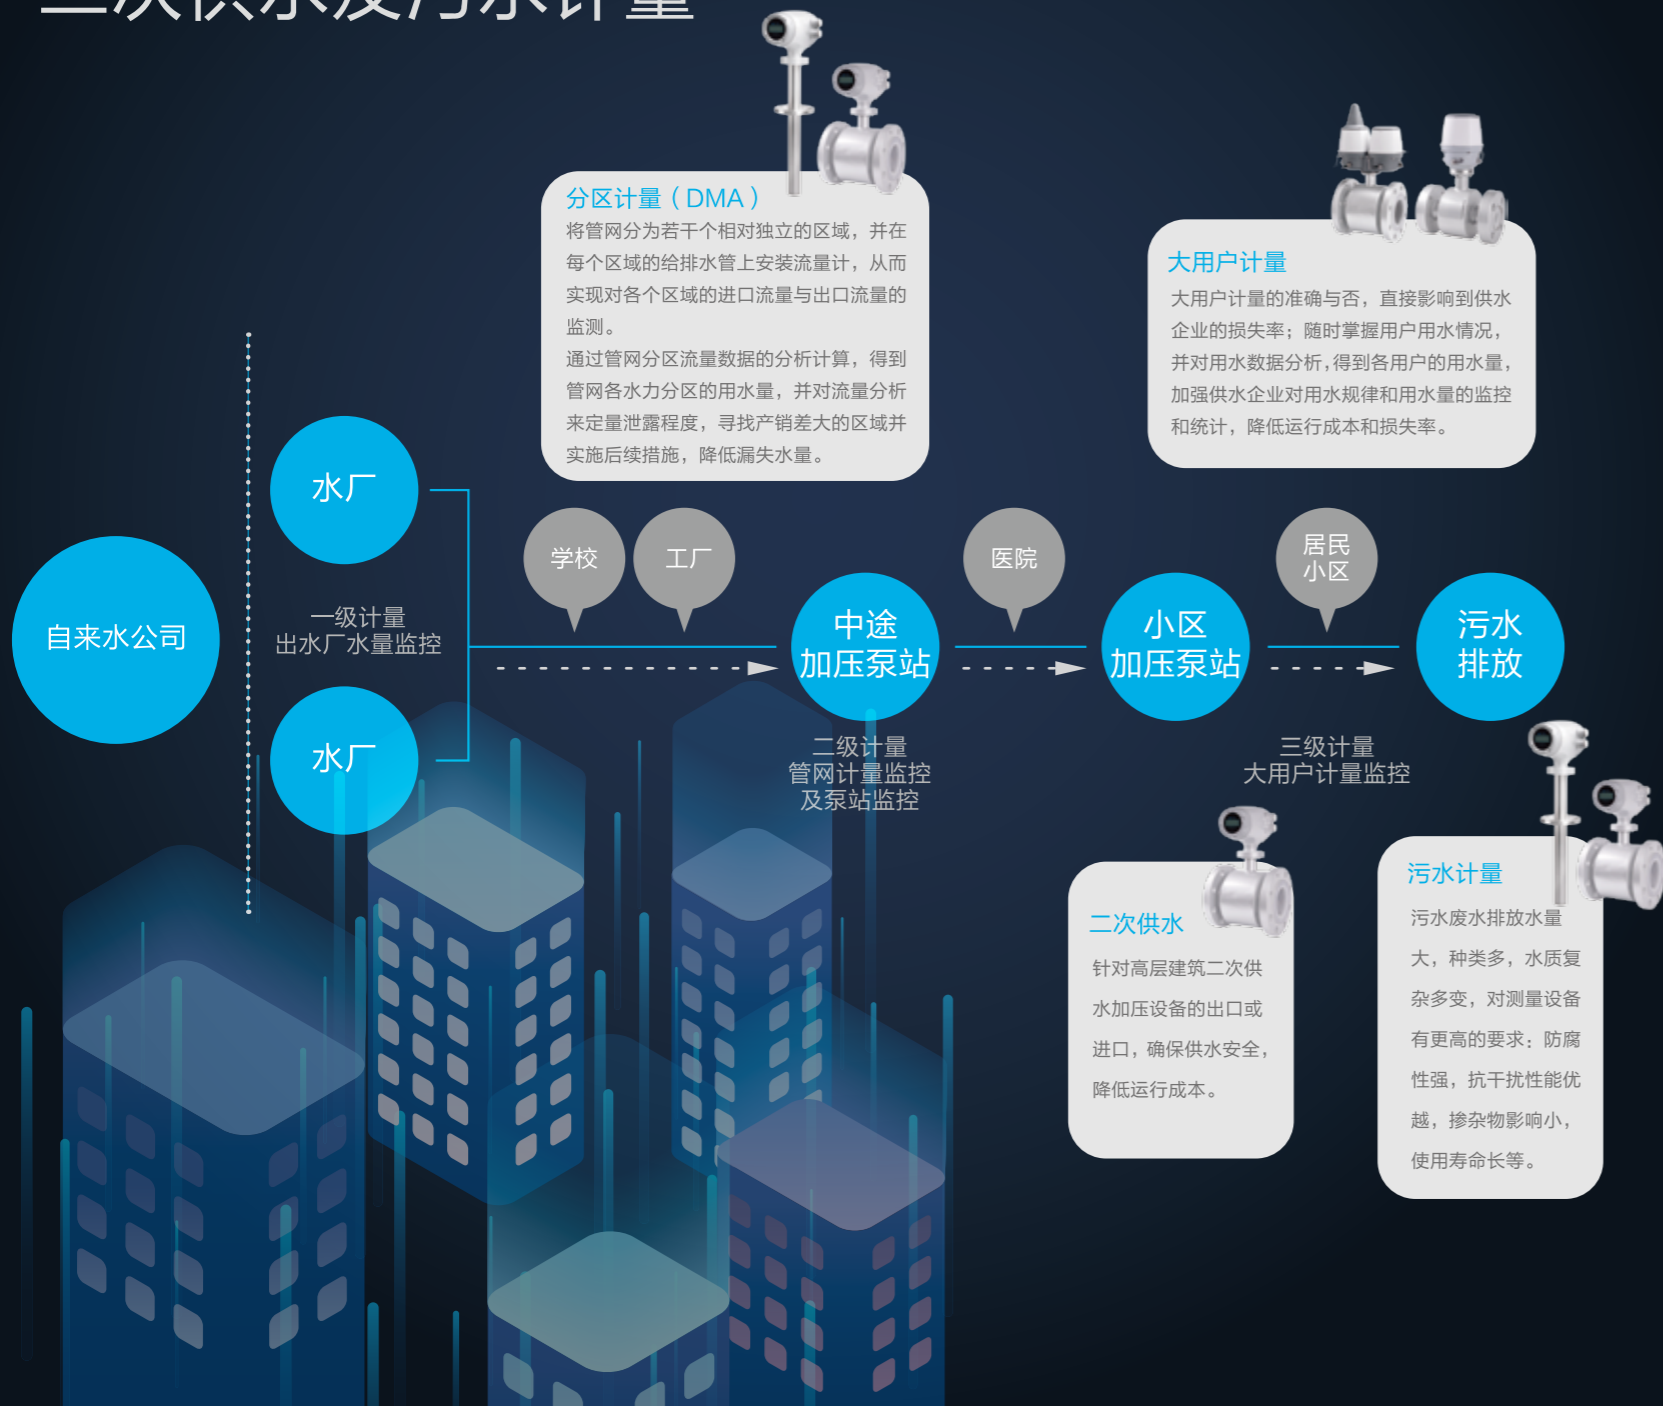 二次供水及污水计量
分区计量（DMA）
将管网分为若干个相对独立的区域，并在
每个区域的给排水管上安装流量计，从而
实现对各个区域的进口流量与出口流量的
监测。
通过管网分区流量数据的分析计算，得到
管网各水力分区的用水量，并对流量分析
来定量泄露程度，寻找产销差大的区域并
实施后续措施，降低漏失水量。
大用户计量
大用户计量的准确与否，直接影响到供水
企业的损失率；随时掌握用户用水情况，
并对用水数据分析，得到各用户的用水量，
加强供水企业对用水规律和用水量的监控
和统计，降低运行成本和损失率。
自来水公司
水厂
一级计量
出水厂水量监控
水厂
学校
工厂
中途
加压泵站
二级计量
管网计量监控
及泵站监控
医院
小区
加压泵站
居民
小区
三级计量
大用户计量监控
污水
排放
二次供水
针对高层建筑二次供
水加压设备的出口或
进口，确保供水安全，
降低运行成本。
污水计量
污水废水排放水量
大，种类多，水质复
杂多变，对测量设备
有更高的要求：防腐
性强，抗干扰性能优
越，掺杂物影响小，
使用寿命长等。